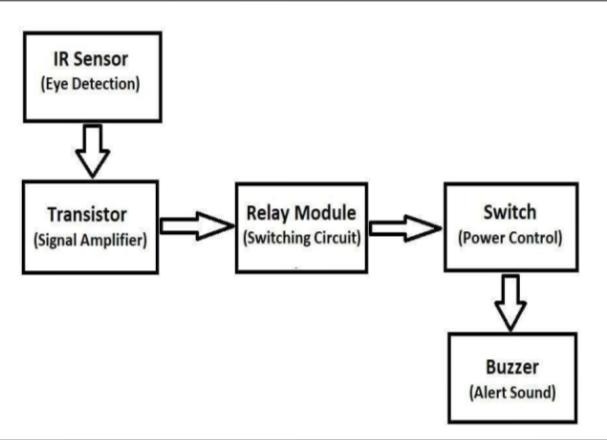 IR Sensor
(Eye Detection)
Transistor
(Signal Amplifier)
Relay Module
(Switching Circuit)
Switch
(Power Control)
Buzzer
(Alert Sound)